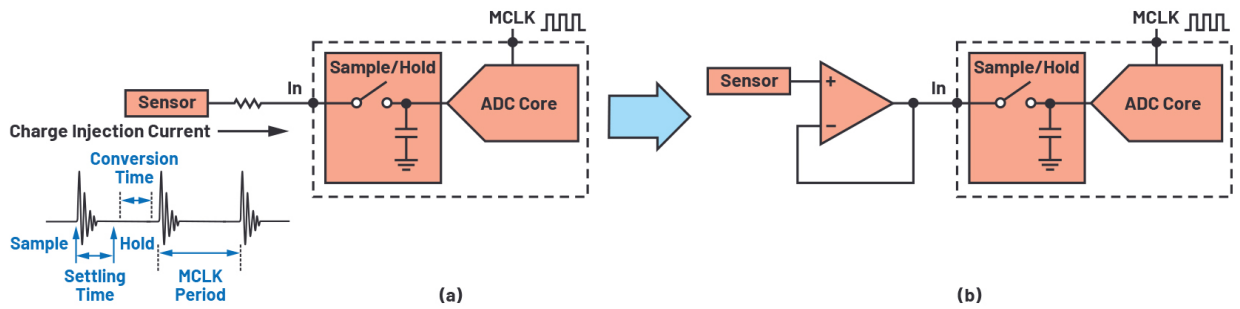 MCLK
Sample/Hold
In
Sensor
ADC Core
Charge Injection Current
Conversion
Time
Sample
Hold
Settling
Time
MCLK
Period
(a)
MCLK
Sample/Hold
Sensor
+
−
In
ADC Core
(b)